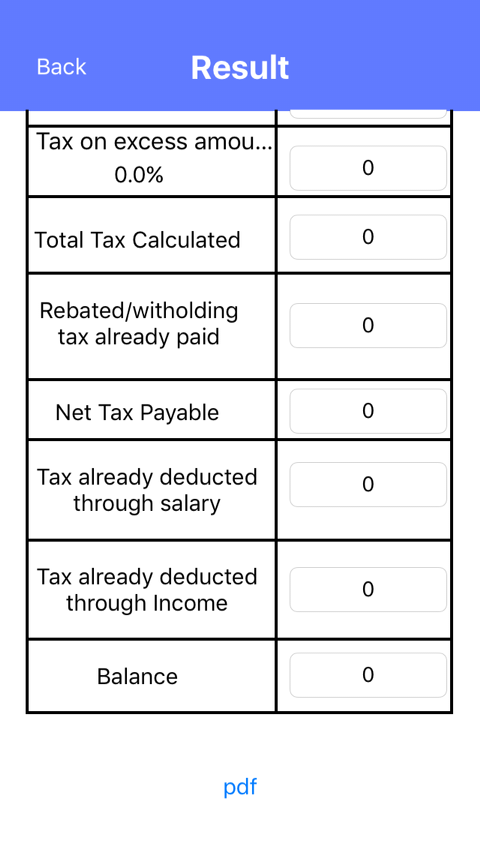 Back
Result
Tax on excess amou...
0.0%
0
Total Tax Calculated
0
Rebated/witholding
tax already paid
0
Net Tax Payable
0
Tax already deducted
through salary
0
Tax already deducted
through Income
0
Balance
0
pdf